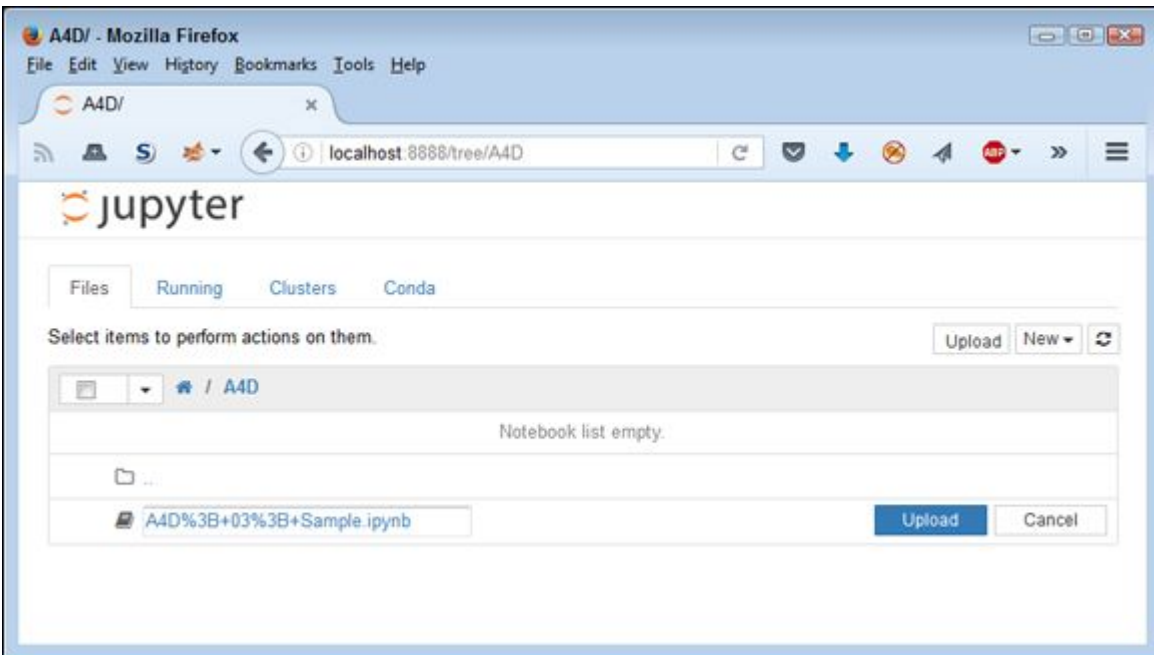 A4D/ - Mozilla Firefox
File Edit View History Bookmarks Tools Help
A4D/
S) localhost:8888/tree/A4D ABP
jupyter
Files Running Clusters Conda
Select items to perform actions on them. Upload New
/ A4D
Notebook list empty.
..
A4D%3B+03%3B+Sample.ipynb Upload Cancel